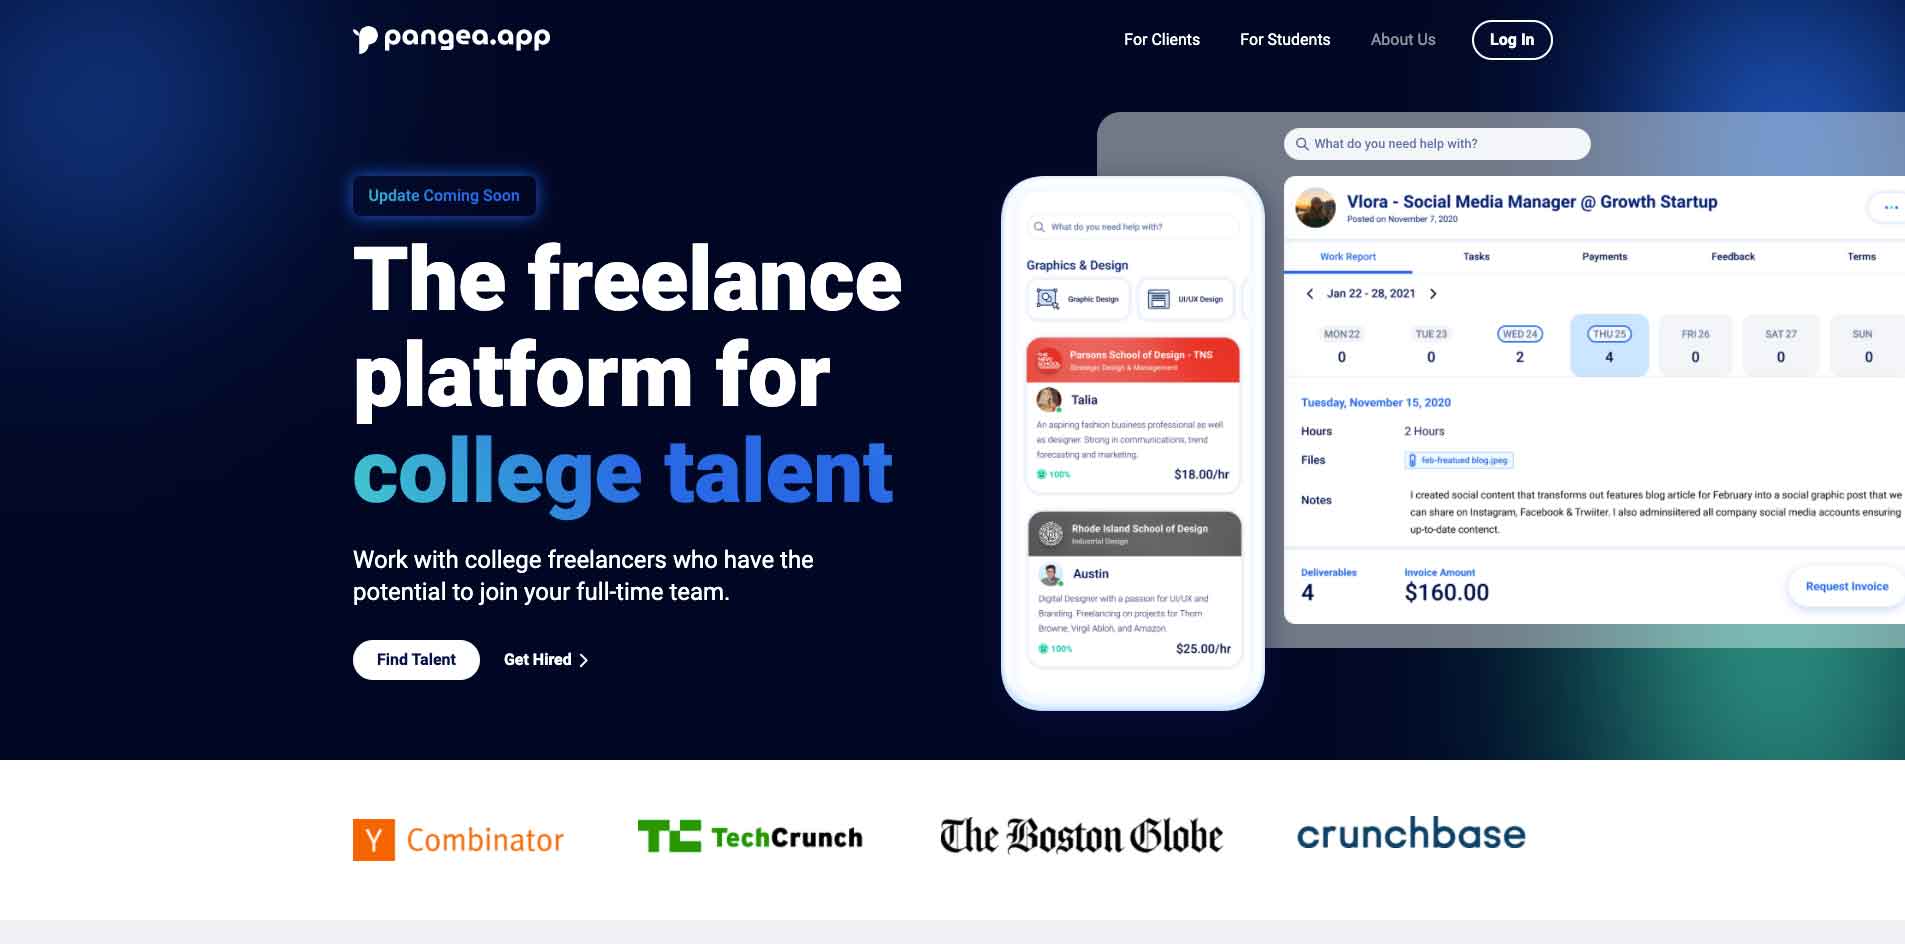 pangea.app
For Clients
For Students
About Us
Log In
Update Coming Soon
The freelance
platform for
college talent
Work with college freelancers who have the
potential to join your full-time team.
Find Talent
Get Hired
What do you need help with?
Graphics & Design
Graphic Design
UI/UX Design
THE NEW SCHOOL
Parsons School of Design - TNS
Strategic Design & Management
Talia
An aspiring fashion business professional as well
as designer. Strong in communications, trend
forecasting and marketing.
100%
$18.00/hr
Rhode Island School of Design
Industrial Design
Austin
Digital Designer with a passion for UI/UX and
Branding. Freelancing on projects for Thom
Browne, Virgil Abloh, and Amazon.
100%
$25.00/hr
What do you need help with?
Vlora - Social Media Manager @ Growth Startup
Posted on November 7, 2020
Work Report
Tasks
Payments
Feedback
Terms
Jan 22 - 28, 2021
MON 22
TUE 23
WED 24
THU 25
FRI 26
SAT 27
SUN
0
0
2
4
0
0
0
Tuesday, November 15, 2020
Hours
2 Hours
Files
feb-freatued blog.jpeg
Notes
I created social content that transforms out features blog article for February into a social graphic post that we
can share on Instagram, Facebook & Trwiiter. I also adminsiitered all company social media accounts ensuring
up-to-date contenct.
Deliverables
4
Invoice Amount
$160.00
Request Invoice
Y Combinator
TC TechCrunch
The Boston Globe
crunchbase